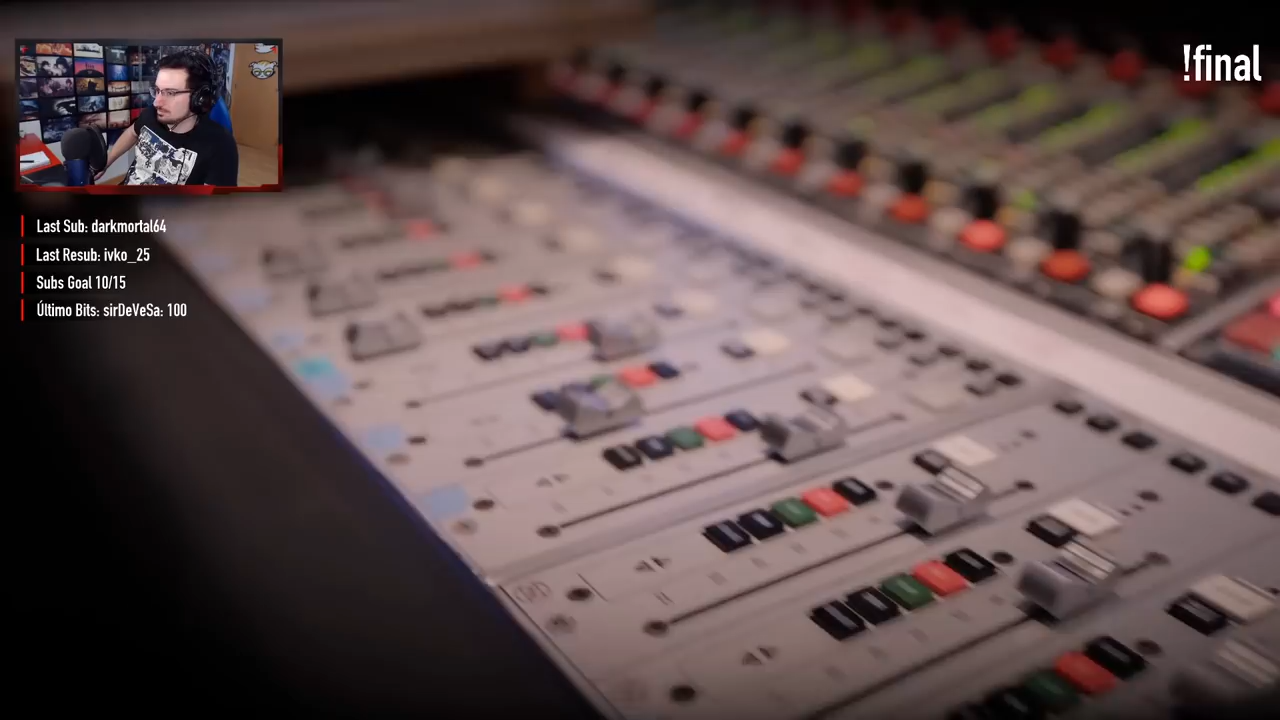 !final
Last Sub: darkmortal64
Last Resub: ivko_25
Subs Goal 10/15
Último Bits: sirDeVeSa: 100